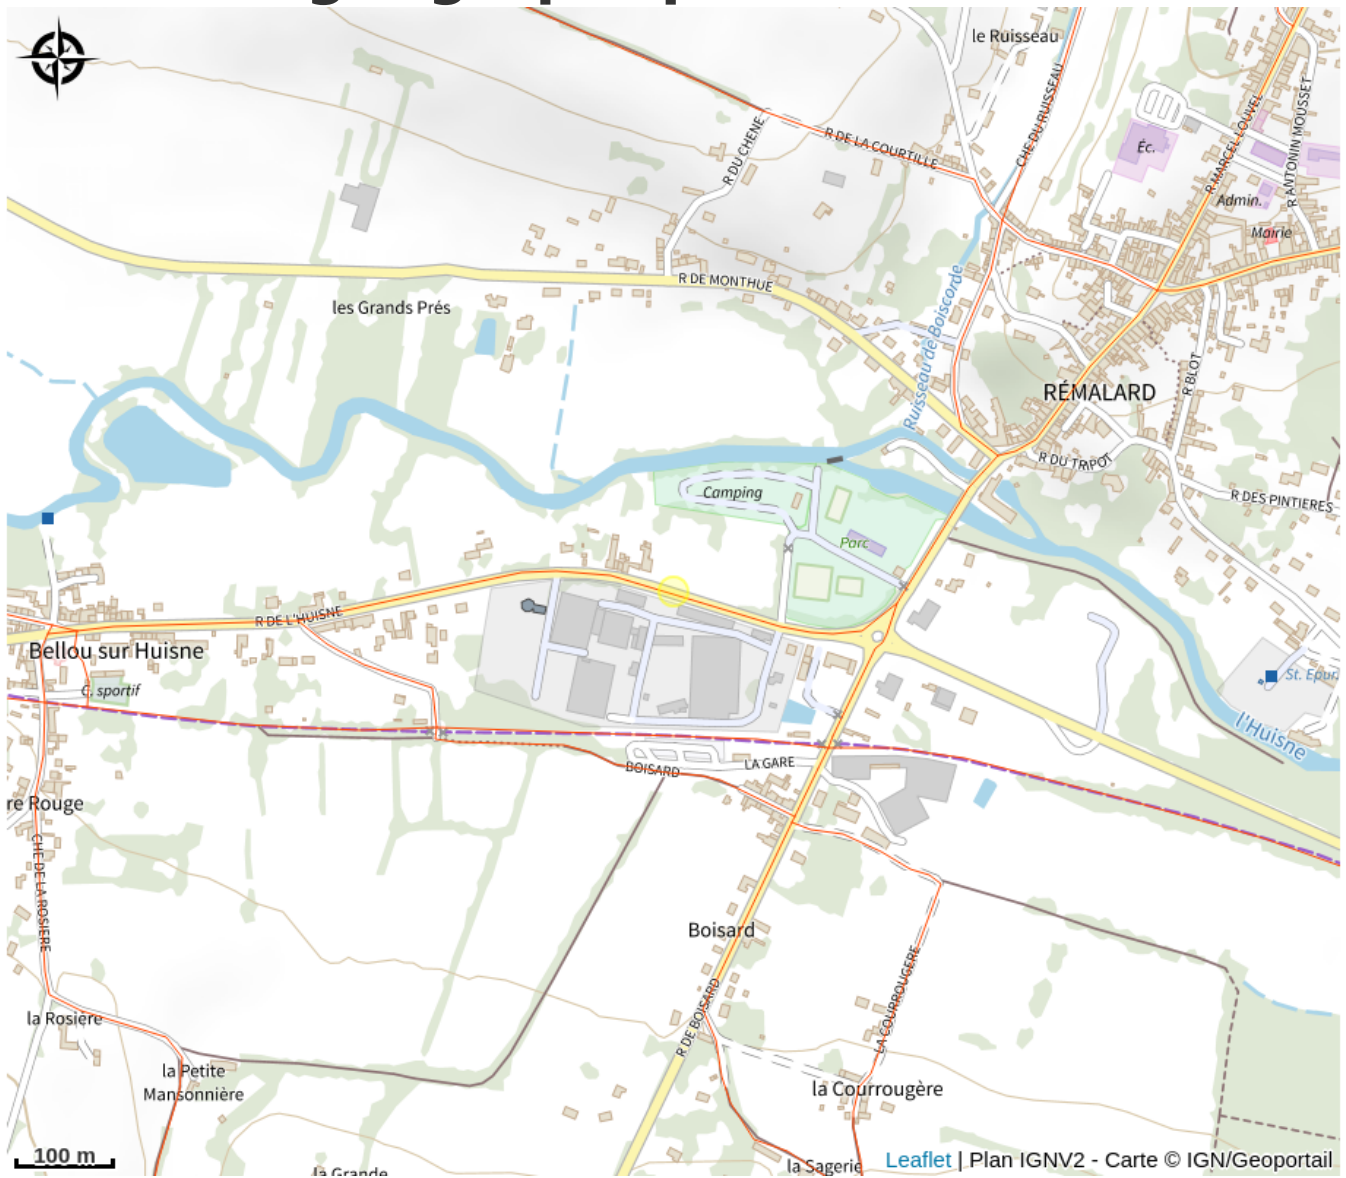 le Ruisseau
CHE DU RUISSEAU
R DE LA COURTILLE
R DU CHENE
Éc.
R MARCEL LOUVEL
R ANTONIN MOUSSET
Admin.
Mairie
R DE MONTHUE
les Grands Prés
Ruisseau de Boiscorde
RÉMALARD
R BLOT
R DU TRIPOT
R DES PINTIERES
Camping
Parc
R DE L'HUISNE
Bellou sur Huisne
C. sportif
St. Epur.
l'Huisne
BOISARD
LA GARE
re Rouge
CHE DE LA ROSIERE
Boisard
R DE BOISARD
LA COURROUGERE
la Rosière
la Petite
Mansonnière
la Courrougère
100 m
la Grande
la Sagerie
Leaflet | Plan IGNV2 - Carte © IGN/Geoportail